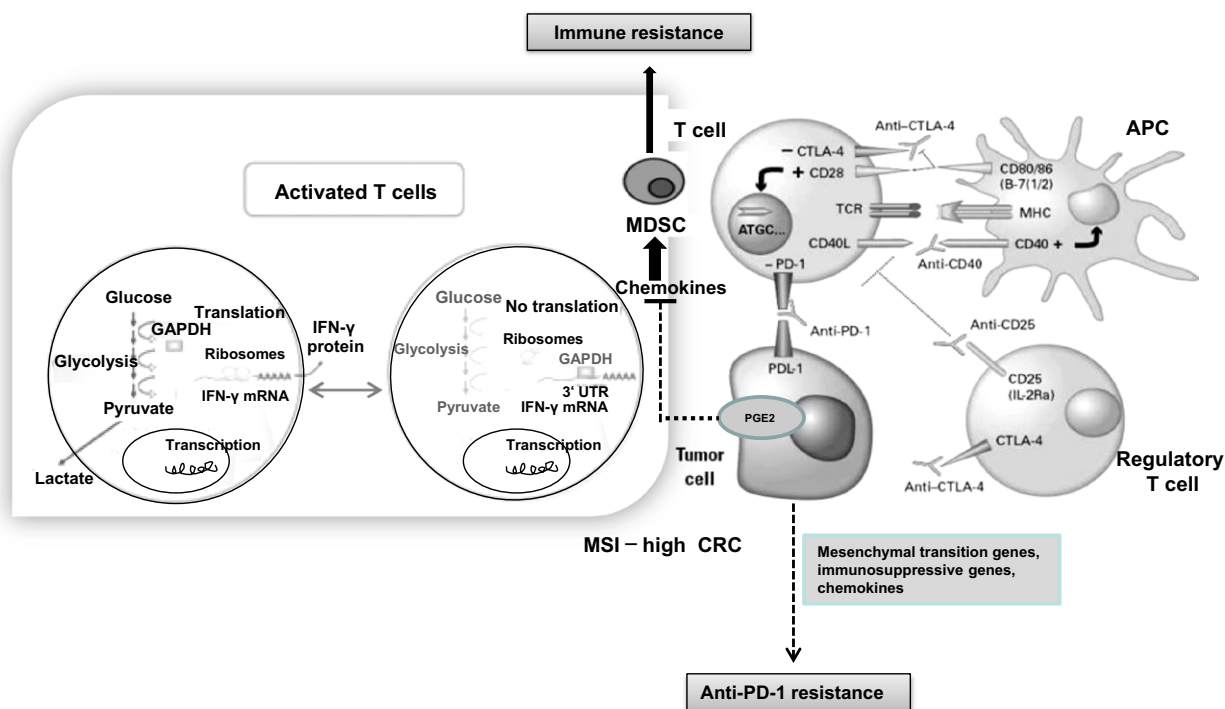 Immune resistance
T cell
Anti–CTLA-4
APC
– CTLA-4
+ CD28
CD80/86
(B-7(1/2)
Activated T cells
MDSC
TCR
MHC
ATGC...
CD40L
CD40 +
Anti-CD40
– PD-1
Chemokines
Glucose
Translation
GAPDH
IFN-γ
protein
Glycolysis
Ribosomes
IFN-γ mRNA
Pyruvate
Transcription
Lactate
Glucose
No translation
Ribosomes
Glycolysis
GAPDH
3' UTR
Pyruvate
IFN-γ mRNA
Transcription
Anti-PD-1
Anti-CD25
PDL-1
CD25
(IL-2Ra)
PGE2
CTLA-4
Tumor
cell
Anti–CTLA-4
Regulatory
T cell
MSI – high CRC
Mesenchymal transition genes,
immunosuppressive genes,
chemokines
Anti-PD-1 resistance